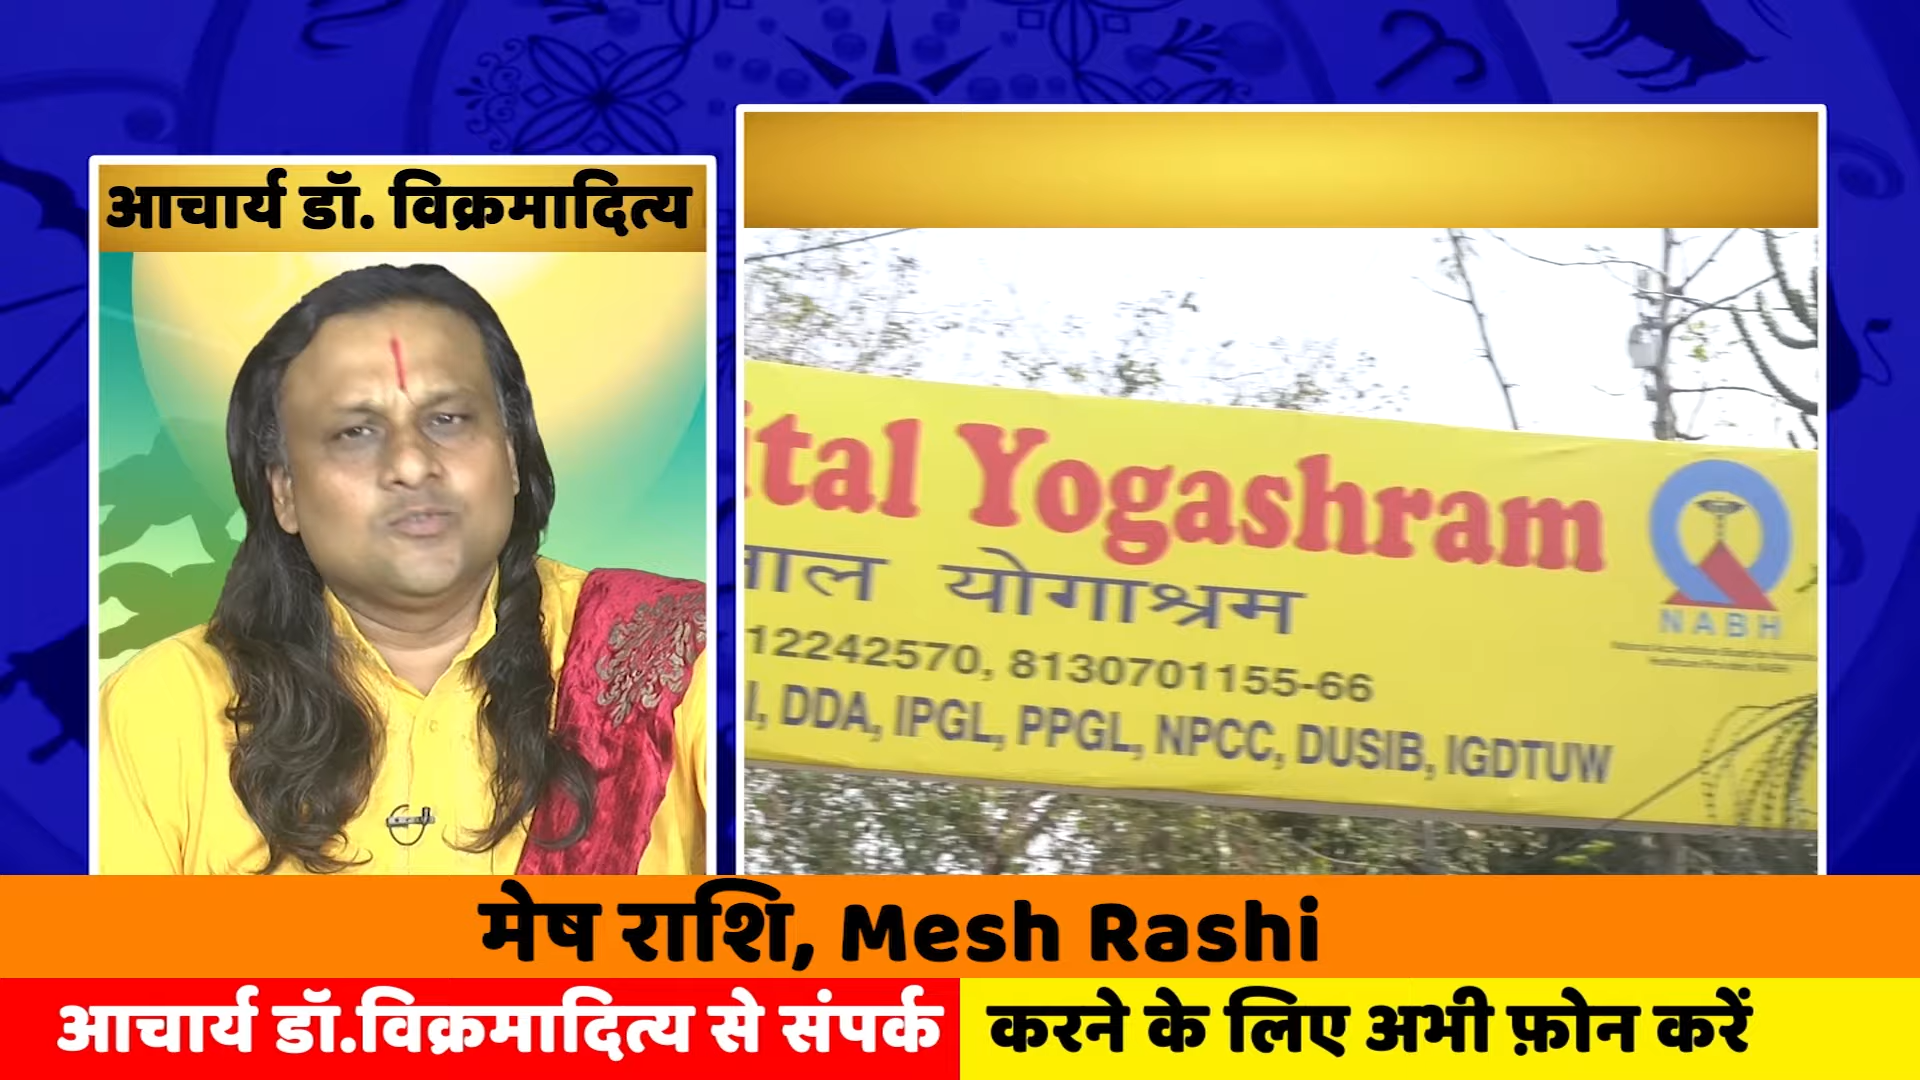 आचार्य डॉ. विक्रमादित्य
ital Yogashram
ाल योगाश्रम
12242570, 8130701155-66
I, DDA, IPGL, PPGL, NPCC, DUSIB, IGDTUW
NABH
मेष राशि, Mesh Rashi
आचार्य डॉ.विक्रमादित्य से संपर्क करने के लिए अभी फ़ोन करें